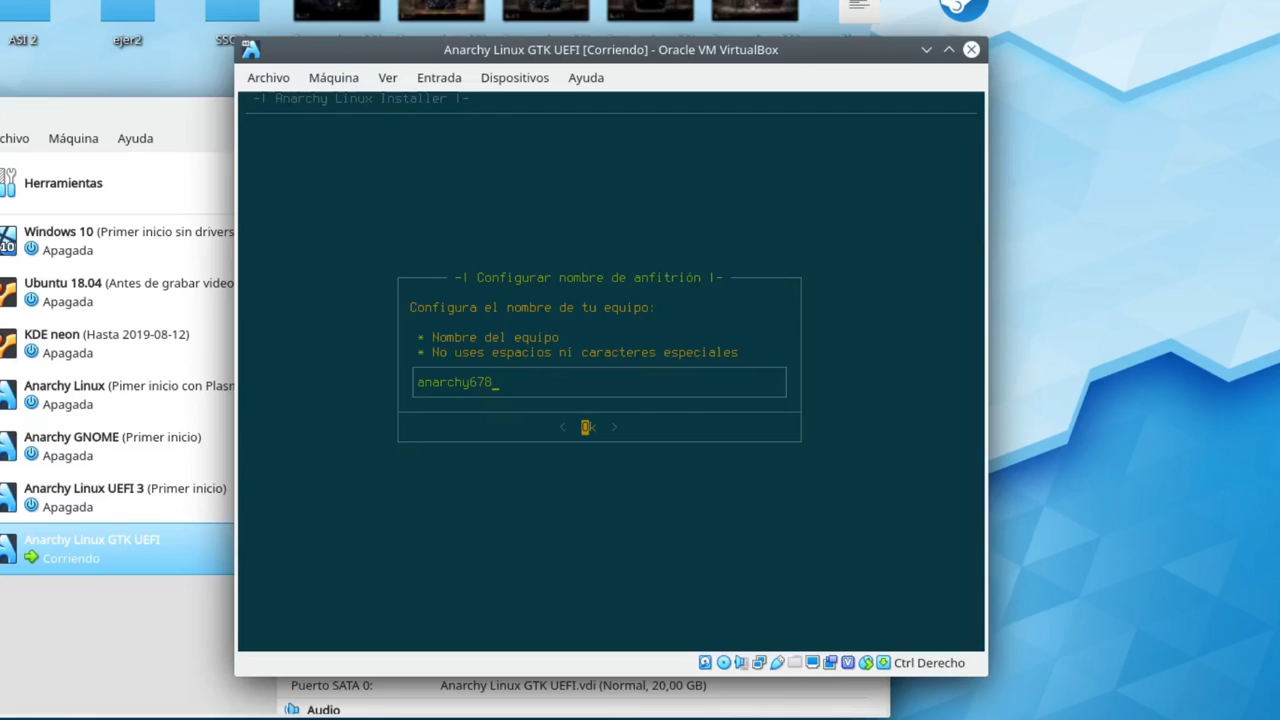 ASI 2
ejer2
Anarchy Linux GTK UEFI [Corriendo] - Oracle VM VirtualBox
Archivo Máquina Ver Entrada Dispositivos Ayuda
-| Anarchy Linux Installer |-
chivo Máquina Ayuda
Herramientas
Windows 10 (Primer inicio sin drivers
Apagada
Ubuntu 18.04 (Antes de grabar video
Apagada
KDE neon (Hasta 2019-08-12)
Apagada
Anarchy Linux (Pimer inicio con Plasm
Apagada
Anarchy GNOME (Primer inicio)
Apagada
Anarchy Linux UEFI 3 (Primer inicio)
Apagada
Anarchy Linux GTK UEFI
Corriendo
-| Configurar nombre de anfitrión |-
Configura el nombre de tu equipo:
* Nombre del equipo
* No uses espacios ni caracteres especiales
anarchy678_
< Ok >
Ctrl Derecho
Puerto SATA 0: Anarchy Linux GTK UEFI.vdi (Normal, 20,00 GB)
Audio